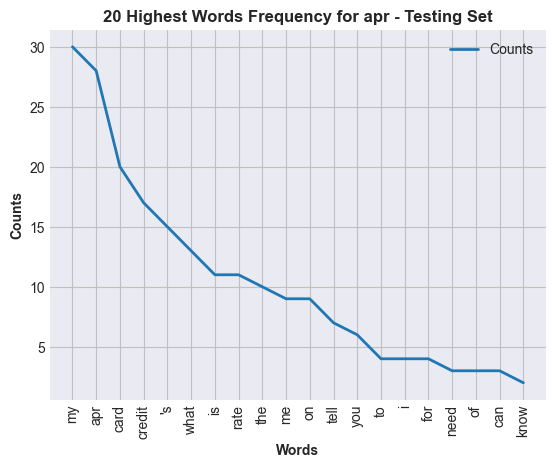 20 Highest Words Frequency for apr - Testing Set
Counts
30
25
20
15
10
5
Counts
my
apr
card
credit
's
what
is
rate
the
me
on
tell
you
to
i
for
need
of
can
know
Words